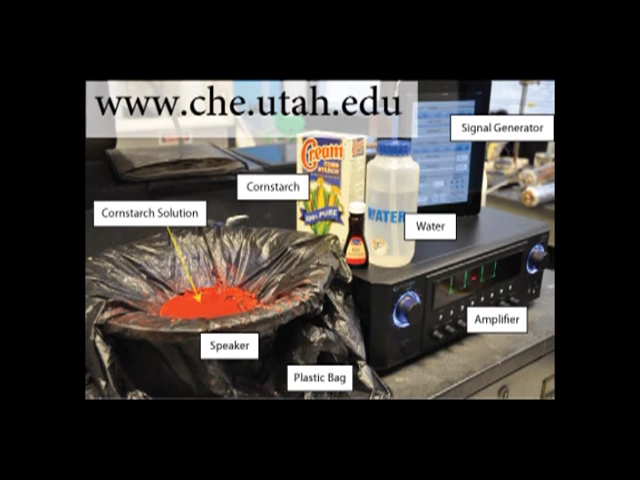 www.che.utah.edu
Signal Generator
Cream
CORN
STARCH
100% PURE
Cornstarch
Cornstarch Solution
WATER
Water
Amplifier
Speaker
Plastic Bag